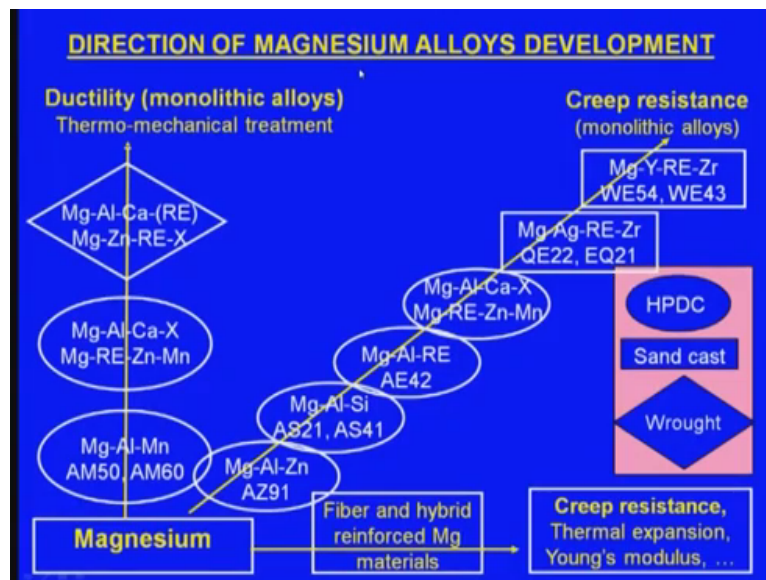 DIRECTION OF MAGNESIUM ALLOYS DEVELOPMENT
Ductility (monolithic alloys)
Thermo-mechanical treatment
Creep resistance
(monolithic alloys)
Mg-Y-RE-Zr
WE54, WE43
Mg-Al-Ca-(RE)
Mg-Zn-RE-X
Mg-Ag-RE-Zr
QE22, EQ21
Mg-Al-Ca-X
Mg-RE-Zn-Mn
HPDC
Mg-Al-Ca-X
Mg-RE-Zn-Mn
Mg-Al-RE
AE42
Sand cast
Mg-Al-Si
AS21, AS41
Wrought
Mg-Al-Mn
AM50, AM60
Mg-Al-Zn
AZ91
Magnesium
Fiber and hybrid
reinforced Mg
materials
Creep resistance,
Thermal expansion,
Young's modulus, ...